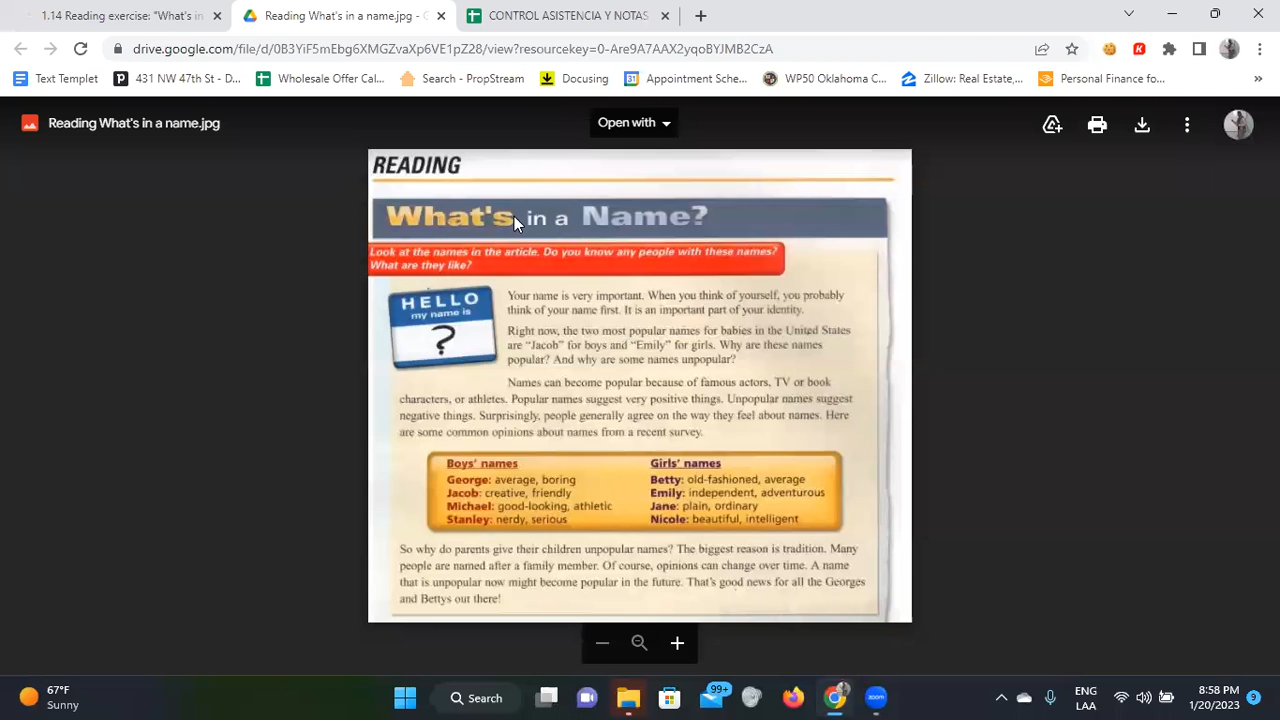 1.14 Reading exercise: "What's in
Reading What's in a name.jpg - G
CONTROL ASISTENCIA Y NOTAS
drive.google.com/file/d/0B3YiF5mEbg6XMGZvaXp6VE1pZ28/view?resourcekey=0-Are9A7AAX2yqoBYJMB2CzA
Text Templet
431 NW 47th St - D...
Wholesale Offer Cal...
Search - PropStream
Docusing
Appointment Sche...
WP50 Oklahoma C...
Zillow: Real Estate,...
Personal Finance fo...
»
Reading What's in a name.jpg
Open with
READING
What's in a Name?
Look at the names in the article. Do you know any people with these names?
What are they like?
HELLO
my name is
?
Your name is very important. When you think of yourself, you probably
think of your name first. It is an important part of your identity.
Right now, the two most popular names for babies in the United States
are "Jacob" for boys and "Emily" for girls. Why are these names
popular? And why are some names unpopular?
Names can become popular because of famous actors, TV or book
characters, or athletes. Popular names suggest very positive things. Unpopular names suggest
negative things. Surprisingly, people generally agree on the way they feel about names. Here
are some common opinions about names from a recent survey.
Boys' names
George: average, boring
Jacob: creative, friendly
Michael: good-looking, athletic
Stanley: nerdy, serious
Girls' names
Betty: old-fashioned, average
Emily: independent, adventurous
Jane: plain, ordinary
Nicole: beautiful, intelligent
So why do parents give their children unpopular names? The biggest reason is tradition. Many
people are named after a family member. Of course, opinions can change over time. A name
that is unpopular now might become popular in the future. That's good news for all the Georges
and Bettys out there!
67°F
Sunny
Search
99+
zoom
ENG
LAA
8:58 PM
1/20/2023
9